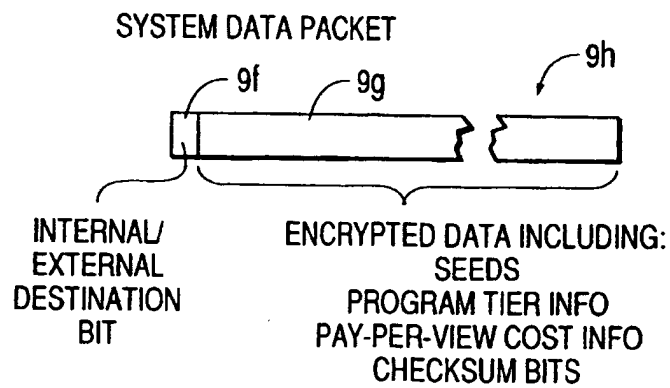 SYSTEM DATA PACKET
9f
9g
9h
INTERNAL/
EXTERNAL
DESTINATION
BIT
ENCRYPTED DATA INCLUDING:
SEEDS
PROGRAM TIER INFO
PAY-PER-VIEW COST INFO
CHECKSUM BITS